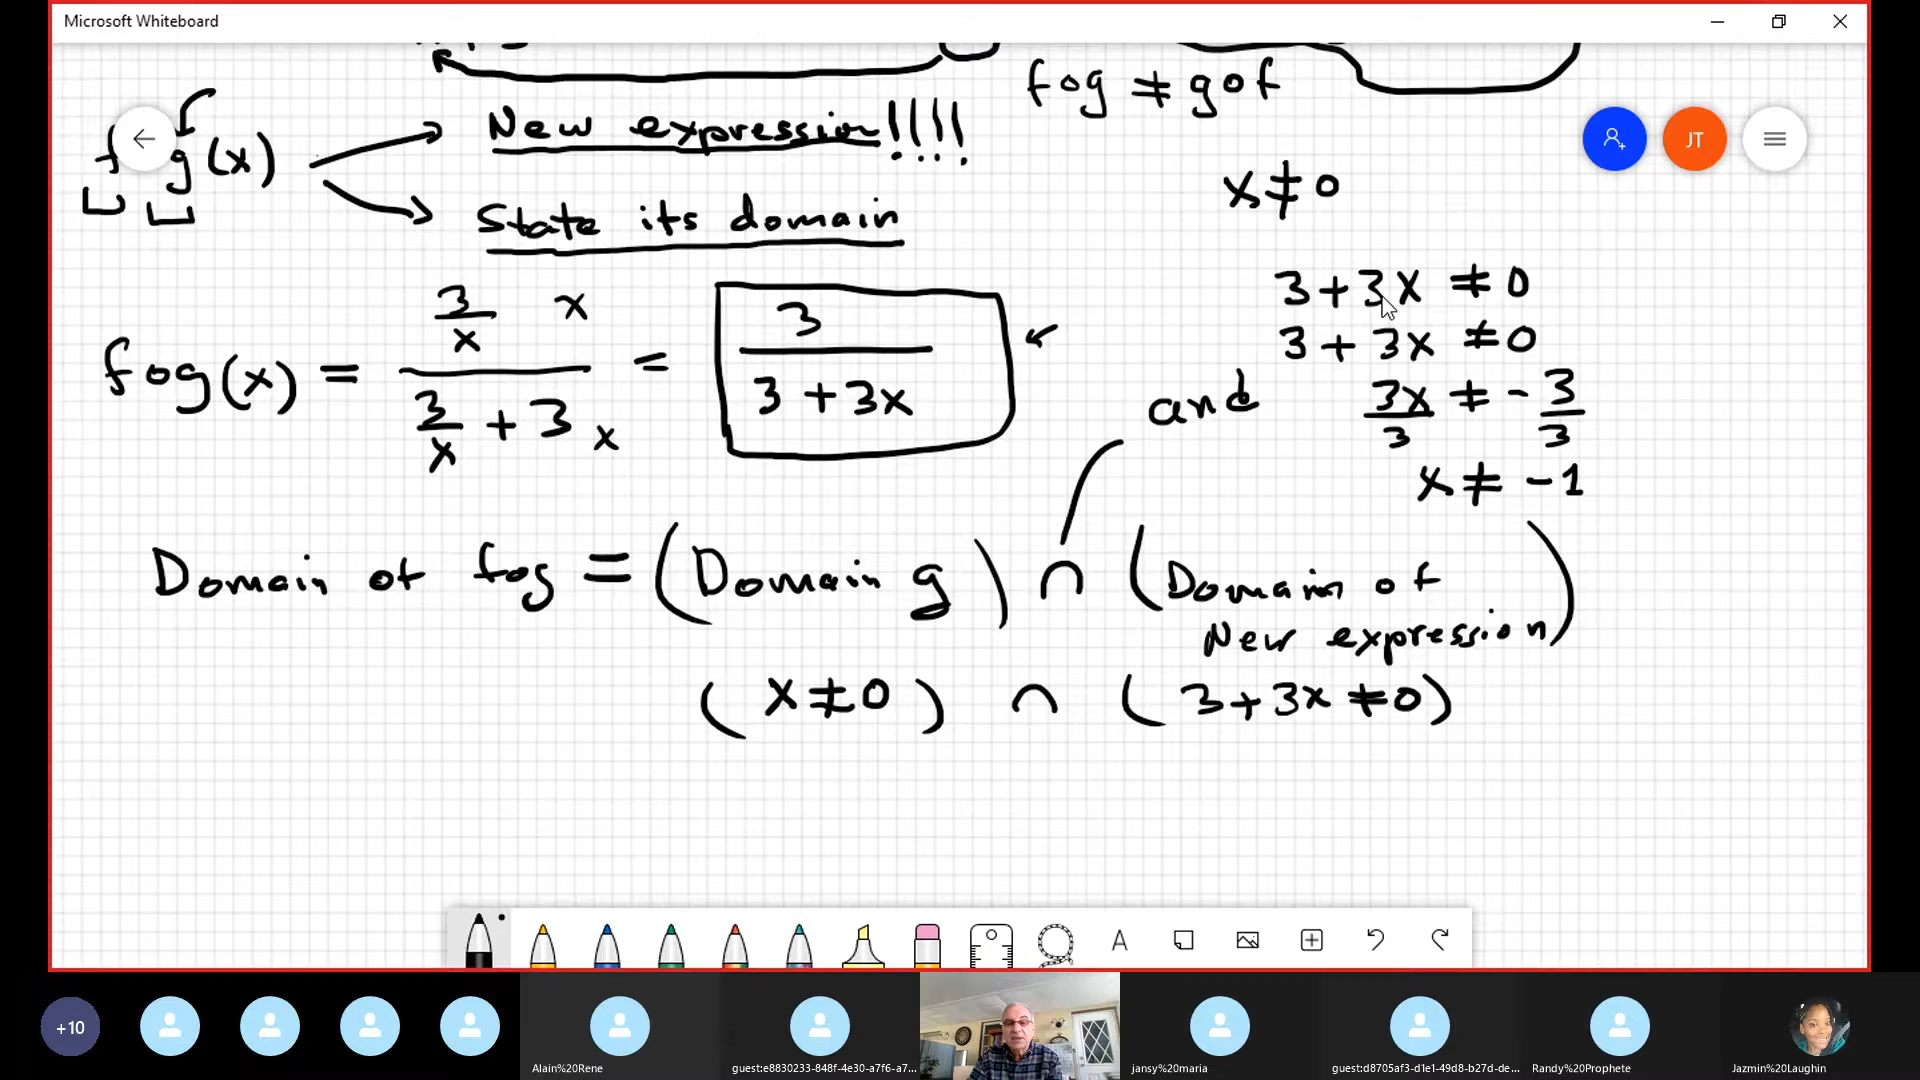 Microsoft Whiteboard
fog ≠ gof
New expression!!!!
g(x)
x ≠ 0
State its domain
3 + 3x ≠ 0
3/x x
fog(x) = ――― = 3/(3 + 3x)
3/x + 3 x
3 + 3x ≠ 0
and 3x/3 ≠ -3/3
x ≠ -1
Domain of fog = (Domain g) ∩ (Domain of
New expression)
(x ≠ 0) ∩ (3 + 3x ≠ 0)
JT
A
+10
Alain%20Rene
guest:e8830233-848f-4e30-a7f6-a7...
jansy%20maria
guest:d8705af3-d1e1-49d8-b27d-de...
Randy%20Prophete
Jazmin%20Laughin